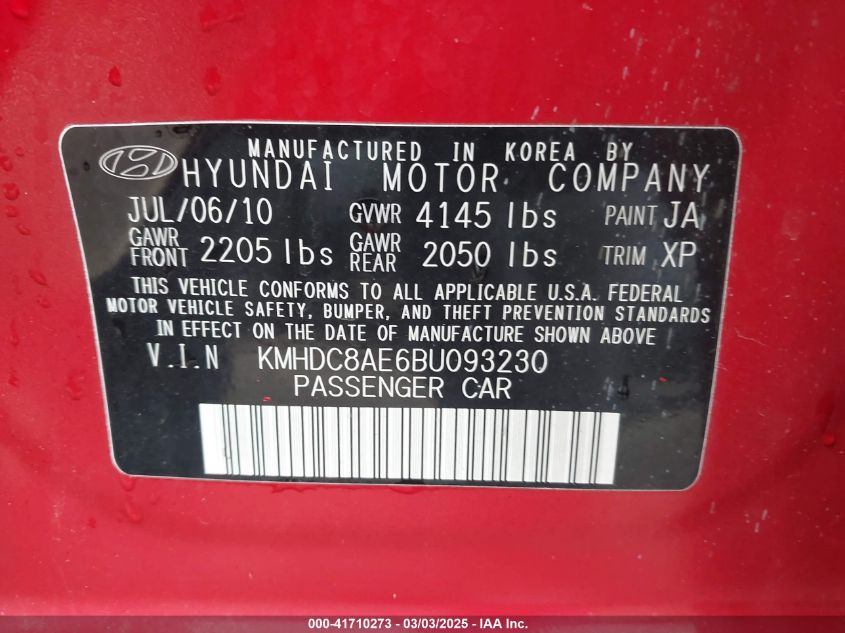 MANUFACTURED IN KOREA BY
HYUNDAI MOTOR COMPANY
JUL/06/10 GVWR 4145 lbs PAINT JA
GAWR FRONT 2205 lbs GAWR REAR 2050 lbs TRIM XP
THIS VEHICLE CONFORMS TO ALL APPLICABLE U.S.A. FEDERAL
MOTOR VEHICLE SAFETY, BUMPER, AND THEFT PREVENTION STANDARDS
IN EFFECT ON THE DATE OF MANUFACTURE SHOWN ABOVE
V.I.N KMHDC8AE6BU093230
PASSENGER CAR
000-41710273 - 03/03/2025 - IAA Inc.